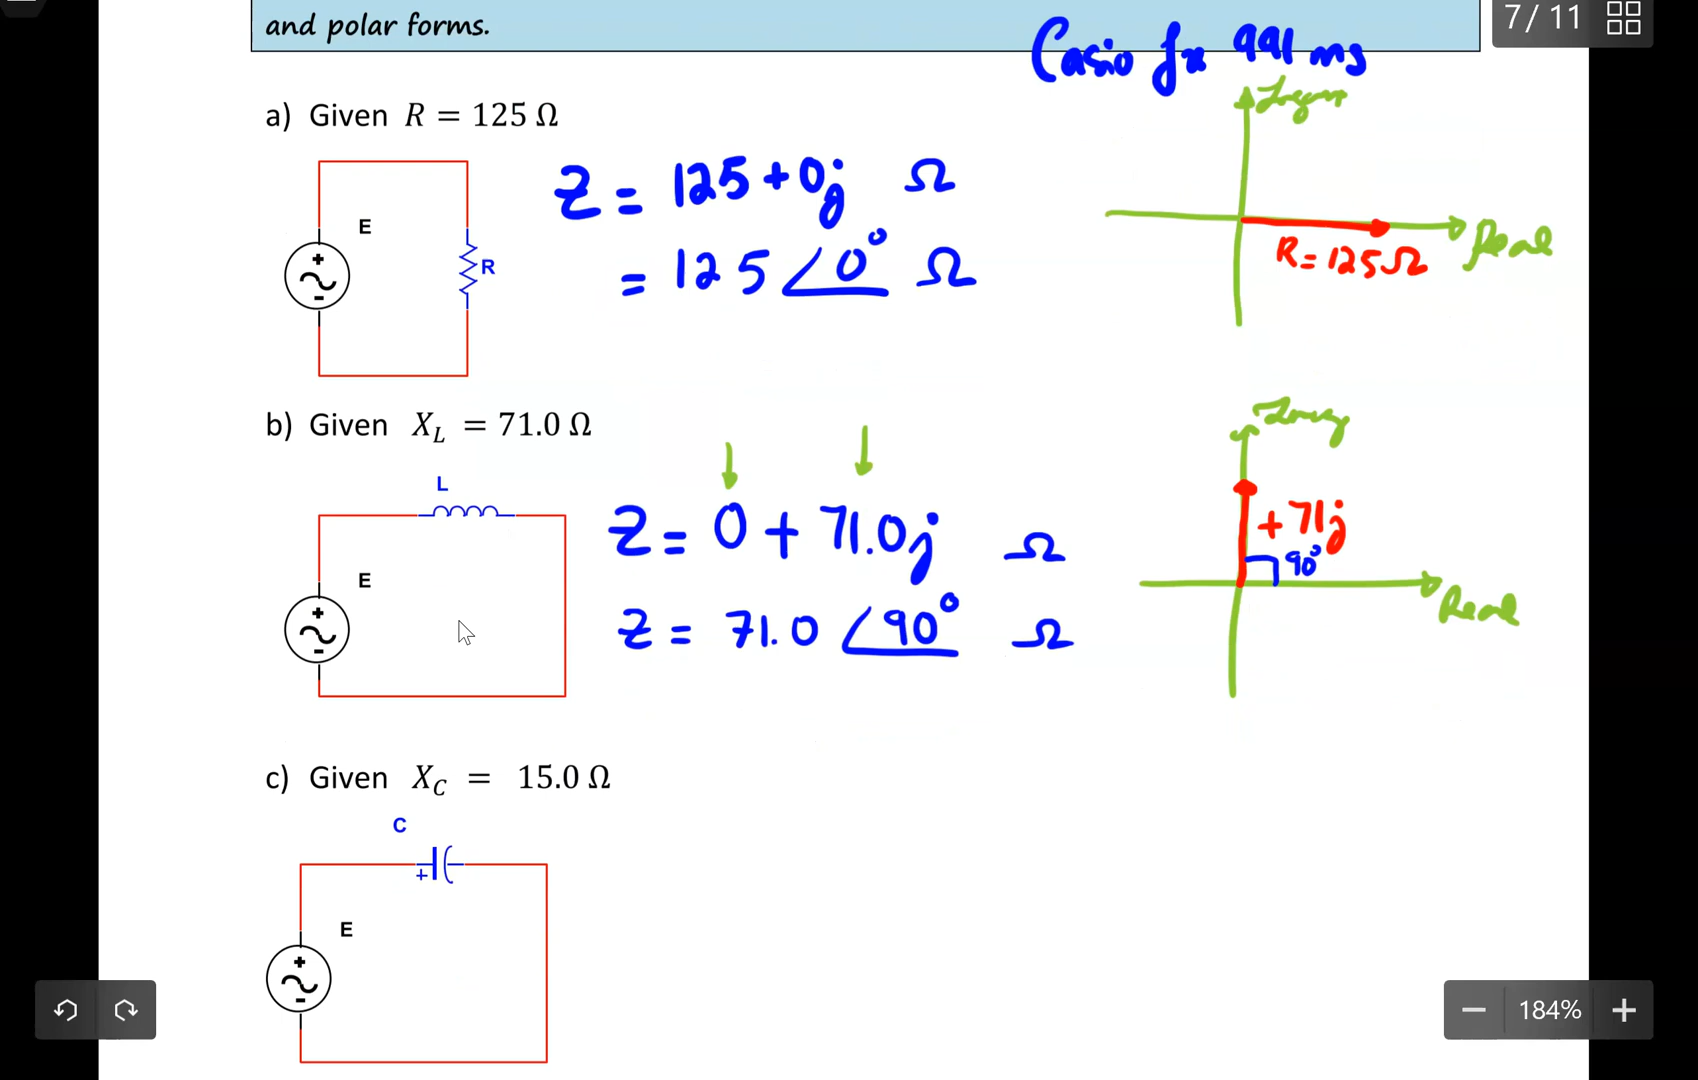 and polar forms.
7 / 11
Casio fx 991 ms
a) Given R = 125 Ω
E
R
Z = 125 + 0j Ω
= 125 ∠0° Ω
Real
R = 125Ω
b) Given X_L = 71.0 Ω
L
E
Z = 0 + 71.0j Ω
Z = 71.0 ∠90° Ω
+71j
90°
Real
c) Given X_C = 15.0 Ω
C
+
E
184%